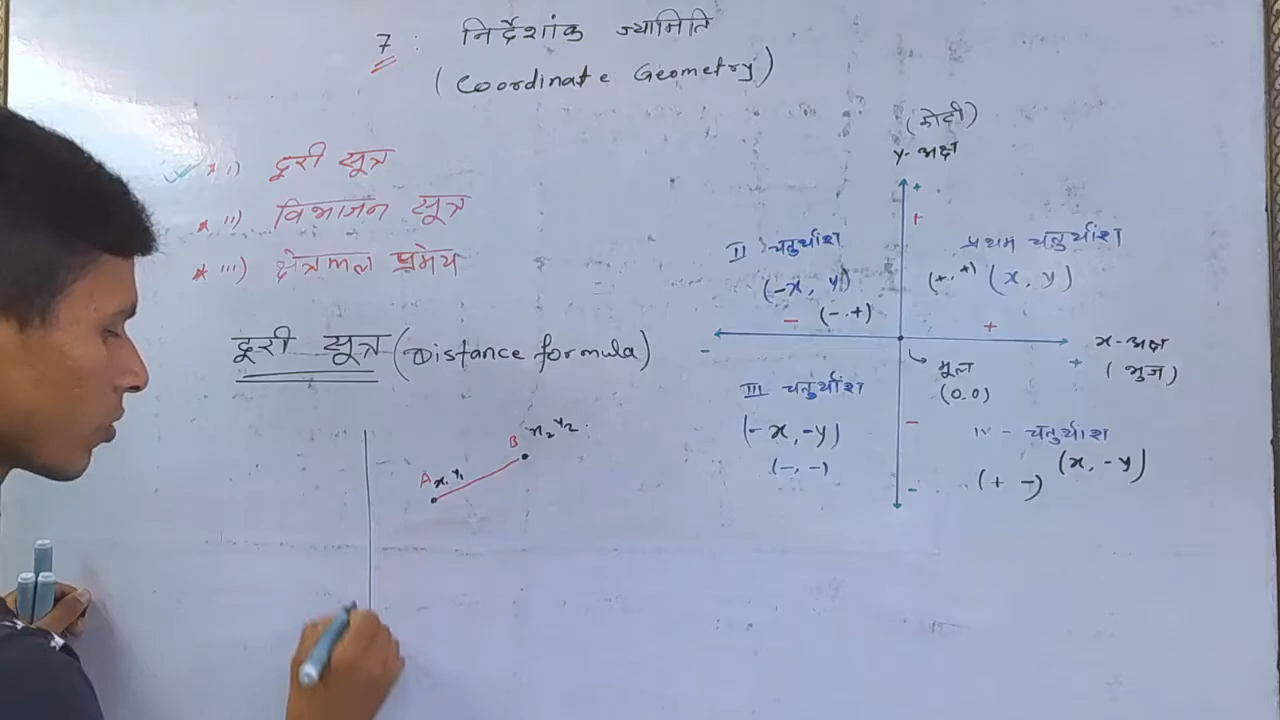 7 : निर्देशांक ज्यामिति
(Coordinate Geometry)
* i) दूरी सूत्र
* ii) विभाजन सूत्र
* iii) क्षेत्रफल प्रमेय
दूरी सूत्र (Distance formula)
A x, y₁
B x₂ y₂
(कोटी)
y-अक्ष
+
+
II चतुर्थांश
(-x, y)
(-.+)
प्रथम चतुर्थांश
(+.+) (x, y)
-
+
-
+
x-अक्ष
(भुज)
मूल
(0.0)
III चतुर्थांश
(-x, -y)
(-, -)
-
IV - चतुर्थांश
(x, -y)
(+ -)
-